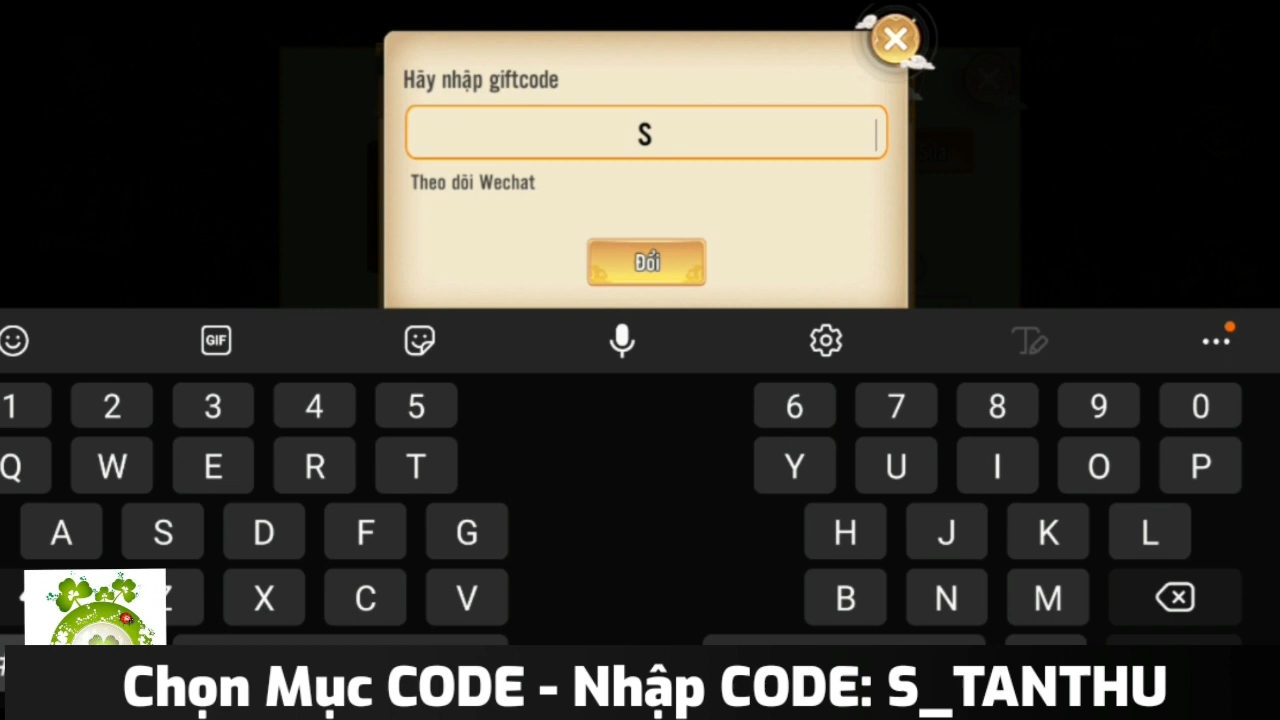 Hãy nhập giftcode
S
Theo dõi Wechat
Đổi
GIF
1 2 3 4 5 6 7 8 9 0
Q W E R T Y U I O P
A S D F G H J K L
Z X C V B N M
Chọn Mục CODE - Nhập CODE: S_TANTHU